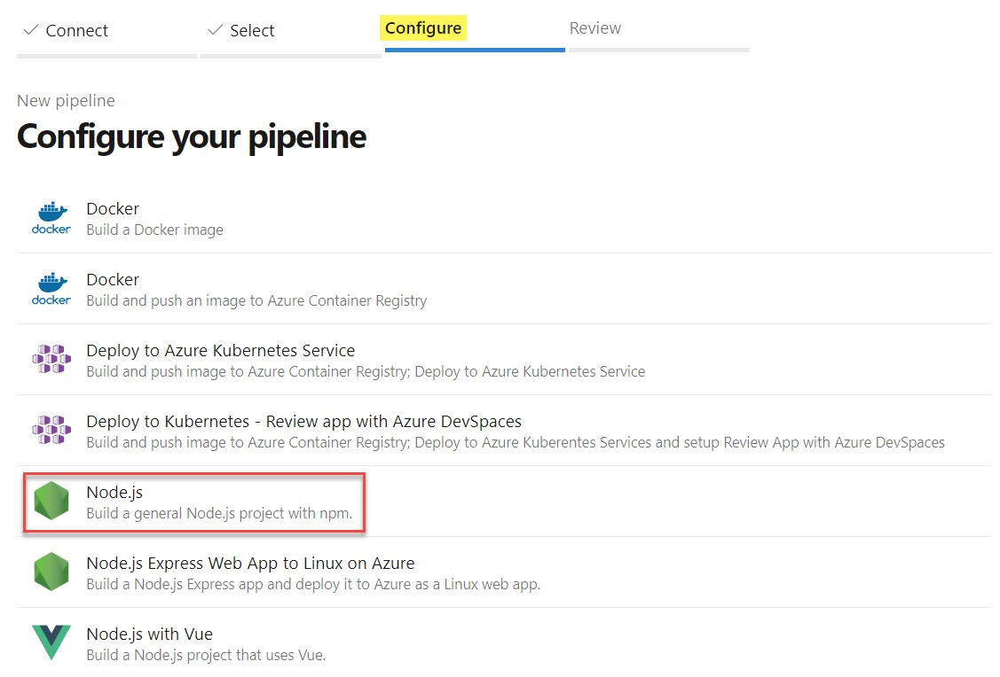 Connect
Select
Configure
Review
New pipeline
Configure your pipeline
docker
Docker
Build a Docker image
docker
Docker
Build and push an image to Azure Container Registry
Deploy to Azure Kubernetes Service
Build and push image to Azure Container Registry; Deploy to Azure Kubernetes Service
Deploy to Kubernetes - Review app with Azure DevSpaces
Build and push image to Azure Container Registry; Deploy to Azure Kuberentes Services and setup Review App with Azure DevSpaces
Node.js
Build a general Node.js project with npm.
Node.js Express Web App to Linux on Azure
Build a Node.js Express app and deploy it to Azure as a Linux web app.
Node.js with Vue
Build a Node.js project that uses Vue.